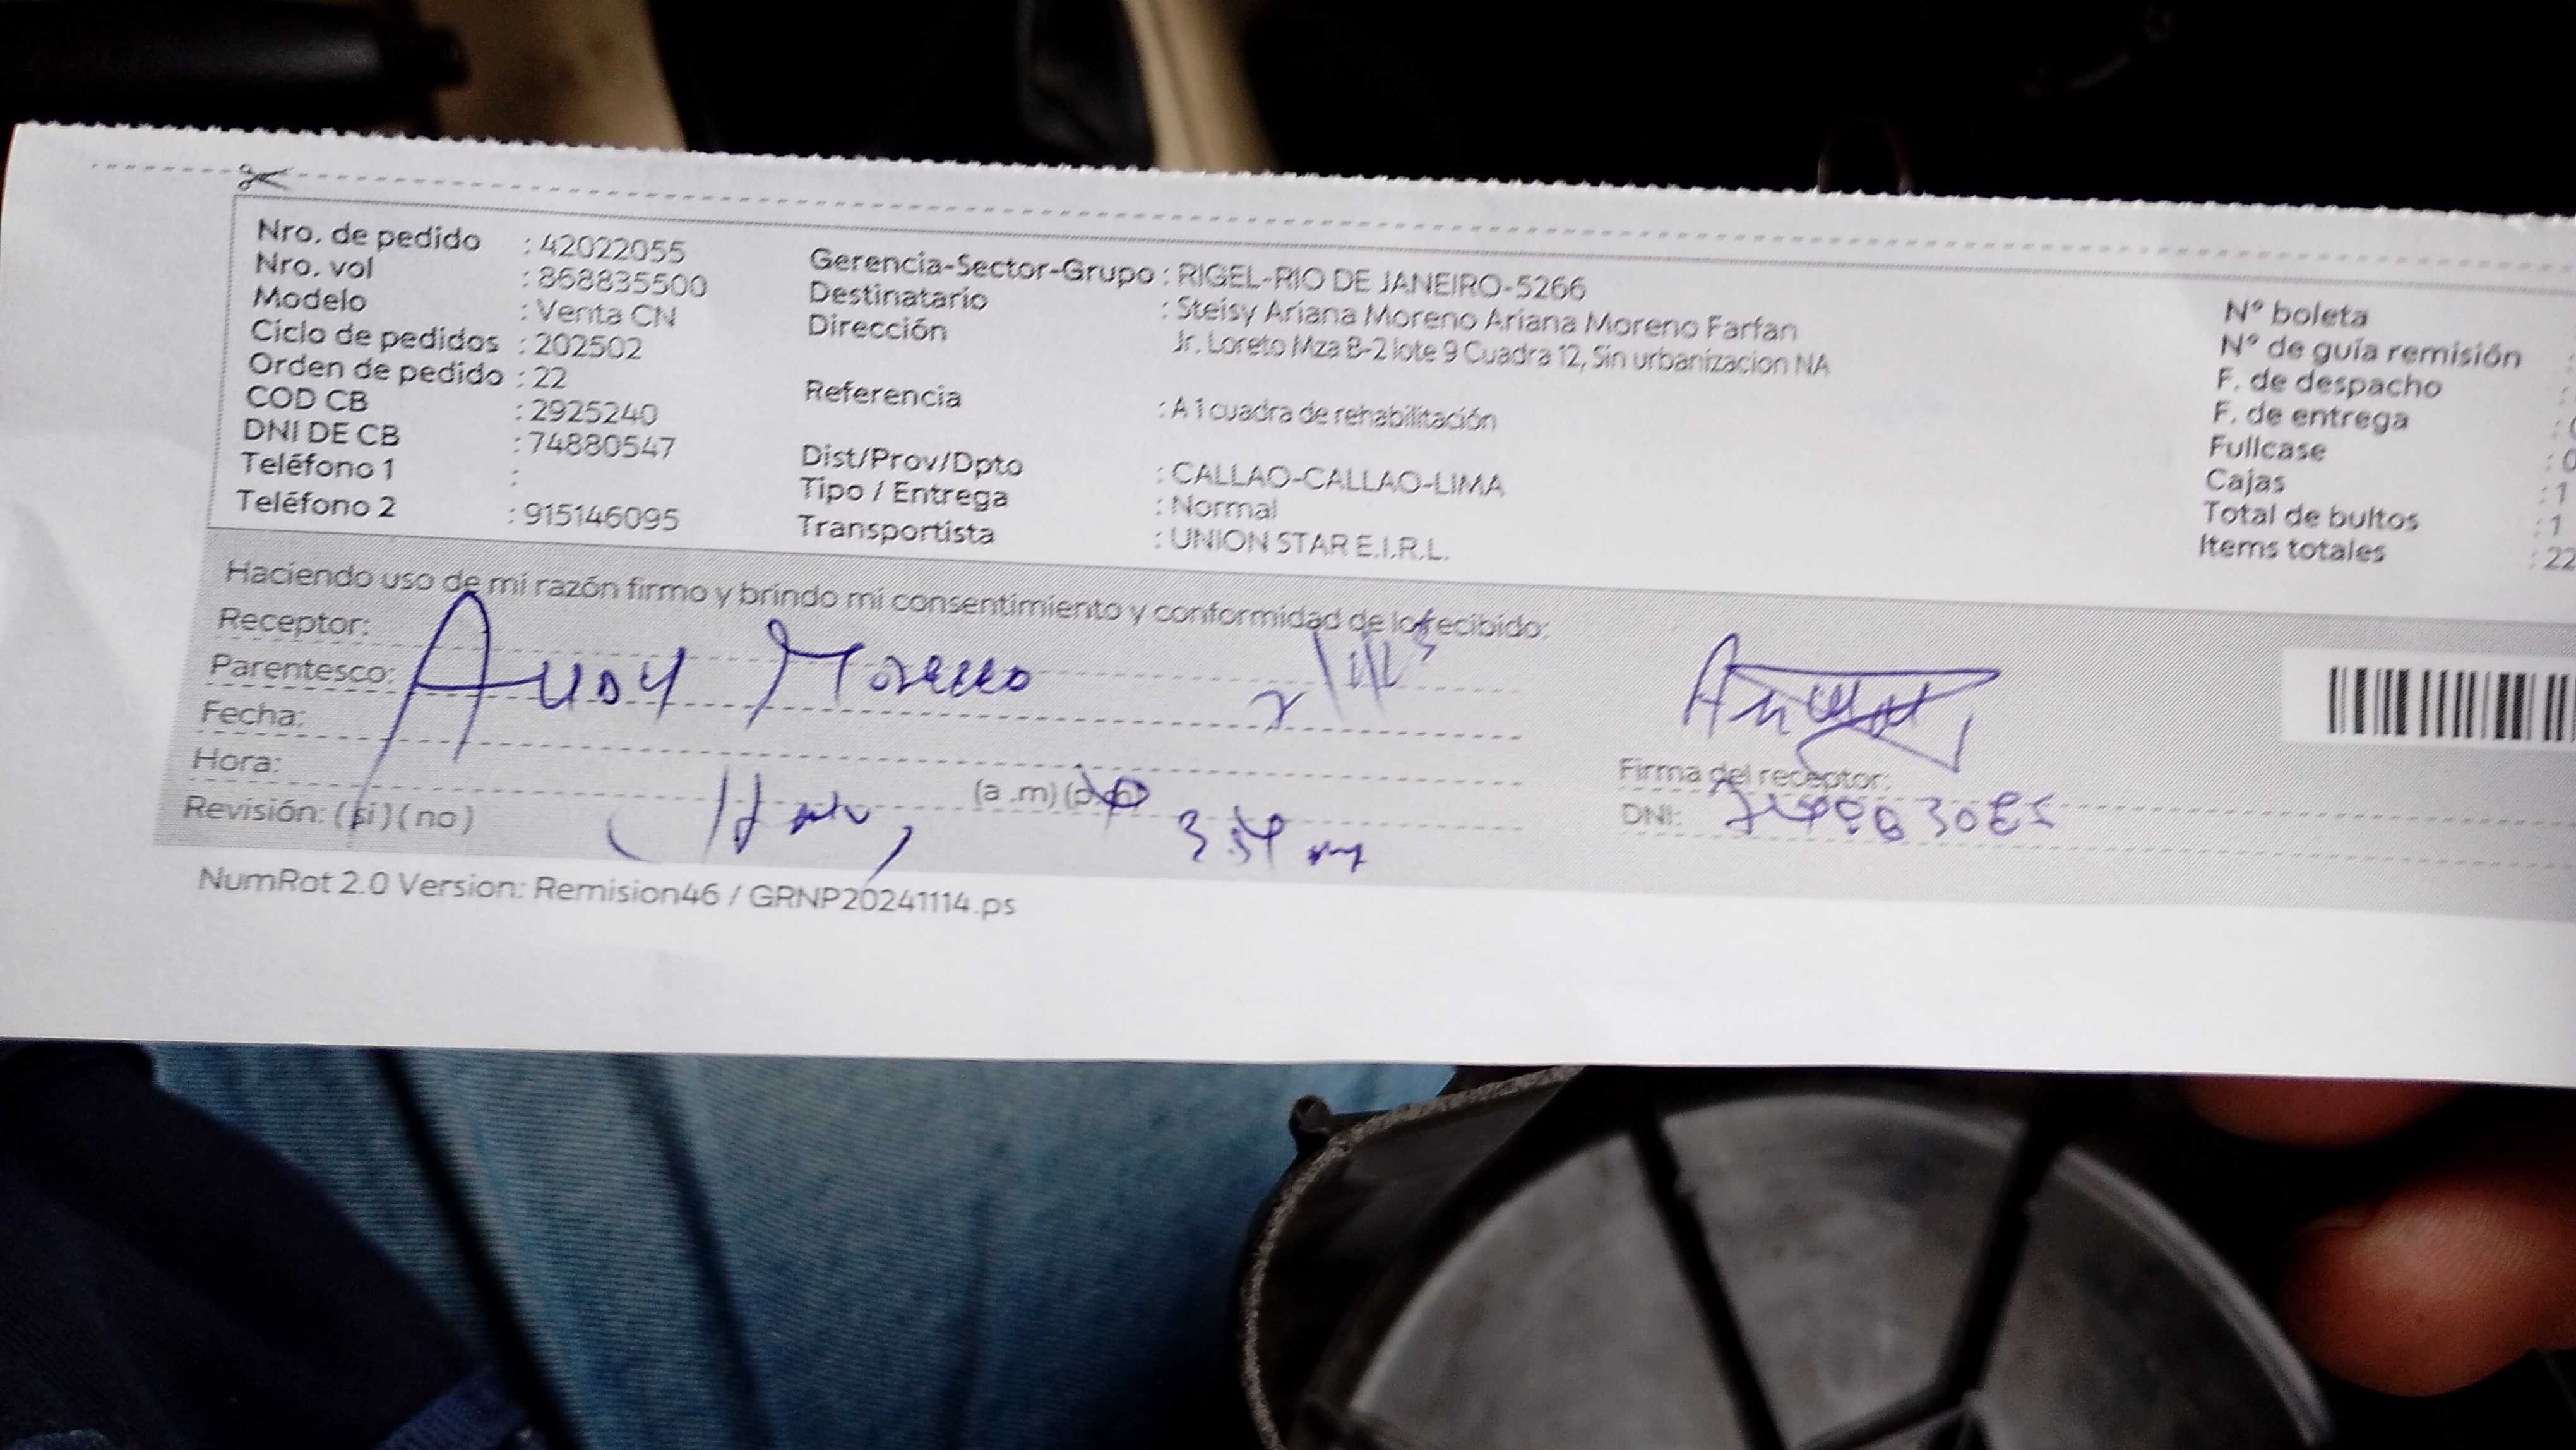 Nro. de pedido : 42022055
Nro. vol : 868835500
Modelo : Venta CN
Ciclo de pedidos : 202502
Orden de pedido : 22
COD CB : 2925240
DNI DE CB : 74880547
Teléfono 1 :
Teléfono 2 : 915146095
Gerencia-Sector-Grupo : RIGEL-RIO DE JANEIRO-5266
Destinatario : Steisy Ariana Moreno Ariana Moreno Farfan
Dirección Jr. Loreto Mza B-2 lote 9 Cuadra 12, Sin urbanizacion NA
Referencia : A 1 cuadra de rehabilitación
Dist/Prov/Dpto : CALLAO-CALLAO-LIMA
Tipo / Entrega : Normal
Transportista : UNION STAR E.I.R.L.
N° boleta
N° de guía remisión :
F. de despacho :
F. de entrega :
Fullcase : 0
Cajas : 1
Total de bultos : 1
Items totales : 22
Haciendo uso de mi razón firmo y brindo mi consentimiento y conformidad de lo recibido:
Receptor:
Parentesco: Andy Moreno
Fecha:
Hora: (a .m) (p.m)
Revisión: (si) (no)
Firma del receptor:
DNI:
NumRot 2.0 Version: Remision46 / GRNP20241114.ps